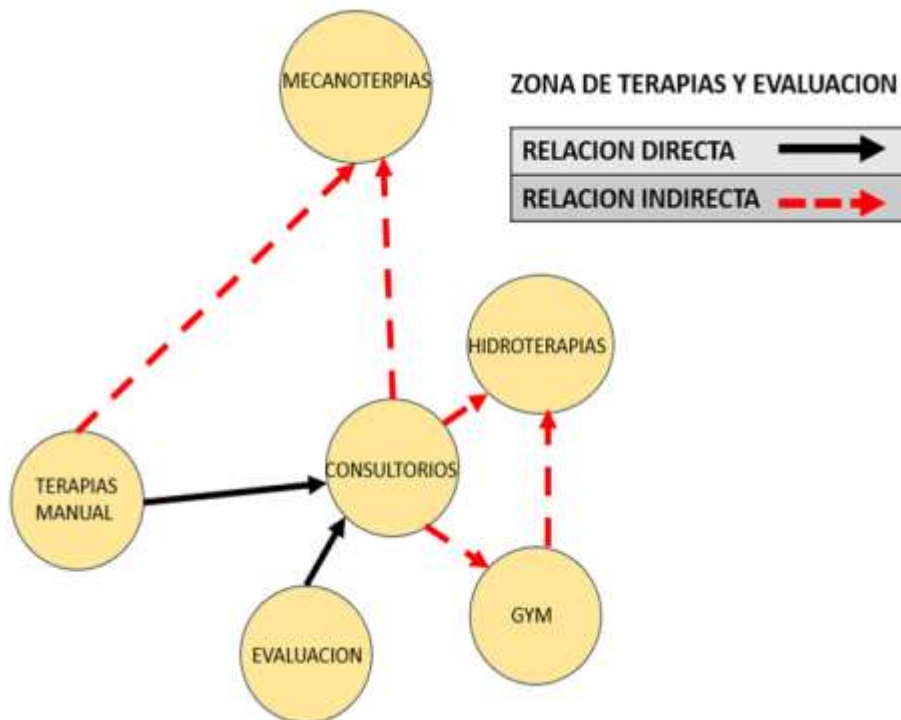 MECANOTERPIAS
ZONA DE TERAPIAS Y EVALUACION
RELACION DIRECTA
RELACION INDIRECTA
HIDROTERAPIAS
CONSULTORIOS
TERAPIAS
MANUAL
GYM
EVALUACION